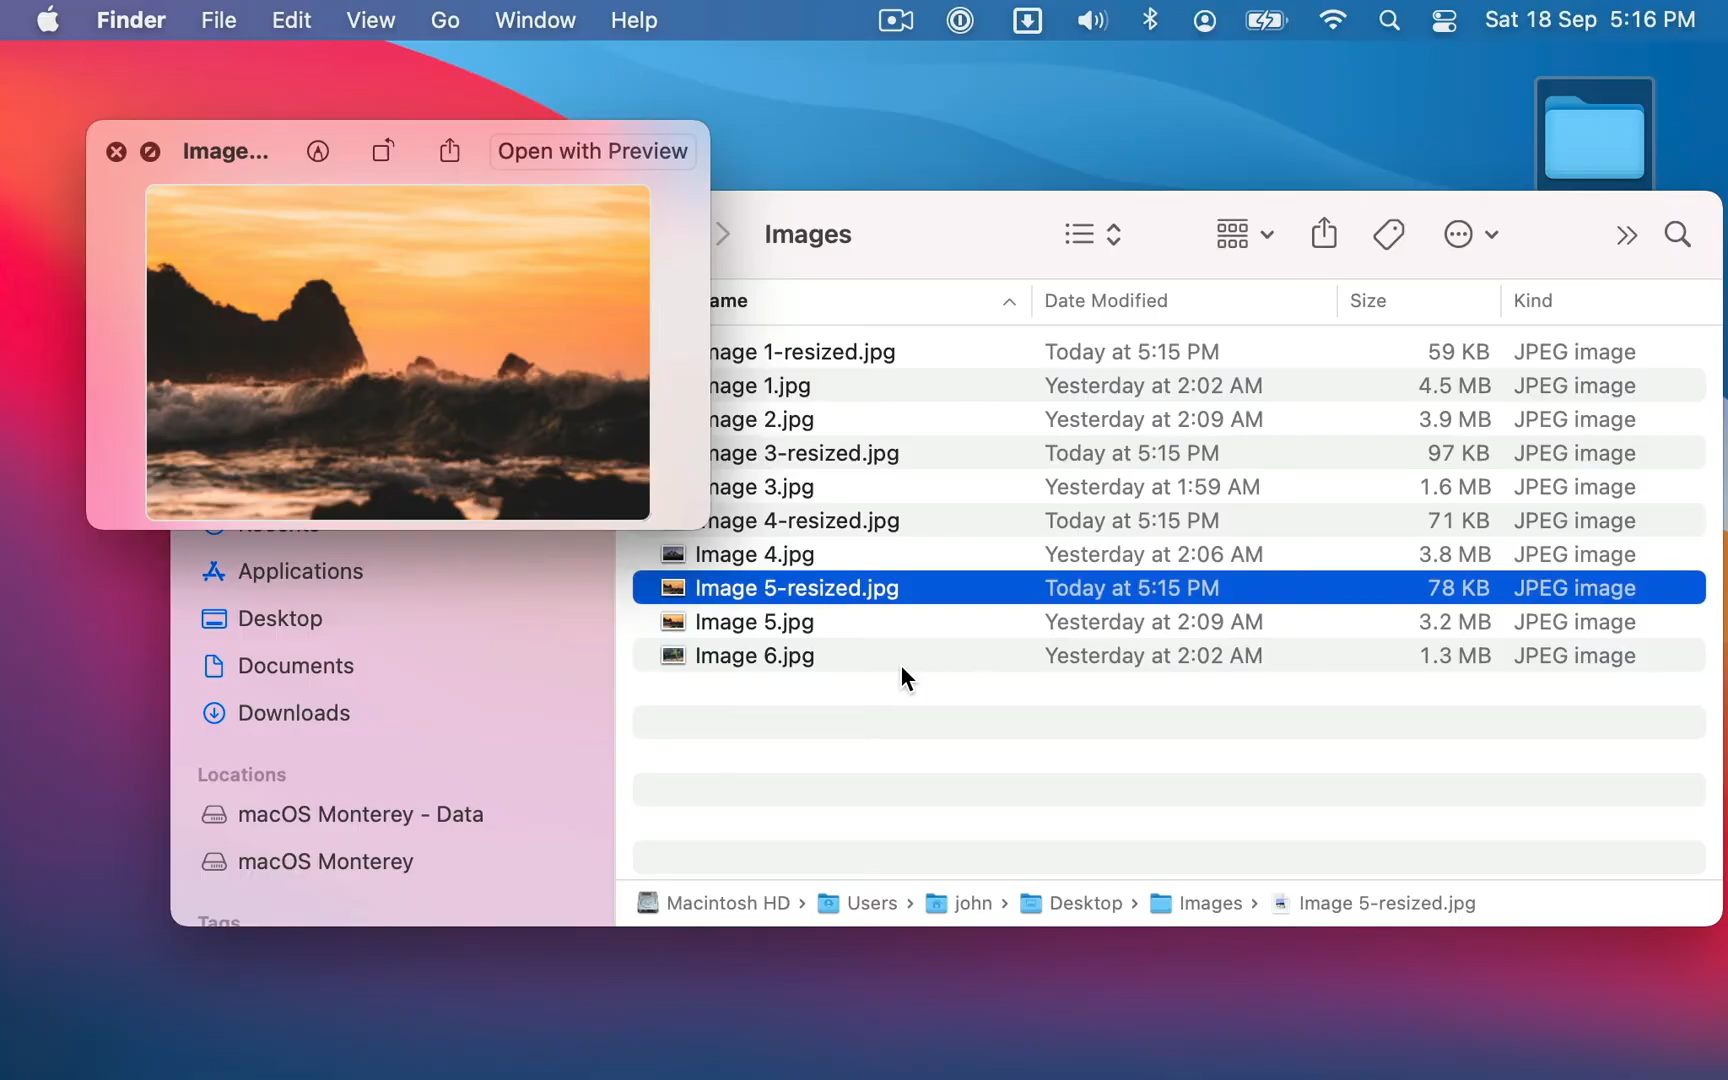 Finder File Edit View Go Window Help Sat 18 Sep 5:16 PM
Image... Open with Preview
Images
ame Date Modified Size Kind
mage 1-resized.jpg Today at 5:15 PM 59 KB JPEG image
mage 1.jpg Yesterday at 2:02 AM 4.5 MB JPEG image
mage 2.jpg Yesterday at 2:09 AM 3.9 MB JPEG image
mage 3-resized.jpg Today at 5:15 PM 97 KB JPEG image
mage 3.jpg Yesterday at 1:59 AM 1.6 MB JPEG image
mage 4-resized.jpg Today at 5:15 PM 71 KB JPEG image
Image 4.jpg Yesterday at 2:06 AM 3.8 MB JPEG image
Image 5-resized.jpg Today at 5:15 PM 78 KB JPEG image
Image 5.jpg Yesterday at 2:09 AM 3.2 MB JPEG image
Image 6.jpg Yesterday at 2:02 AM 1.3 MB JPEG image
Applications
Desktop
Documents
Downloads
Locations
macOS Monterey - Data
macOS Monterey
Tags
Macintosh HD › Users › john › Desktop › Images › Image 5-resized.jpg